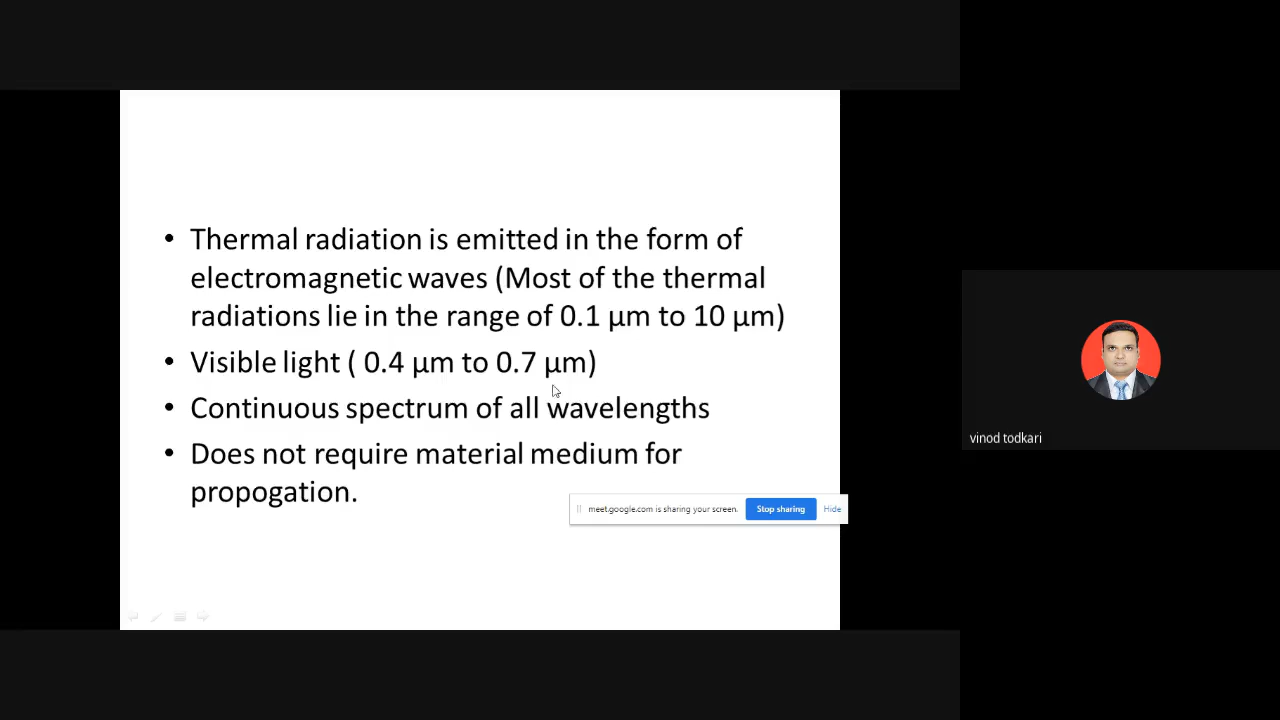 • Thermal radiation is emitted in the form of
electromagnetic waves (Most of the thermal
radiations lie in the range of 0.1 µm to 10 µm)
• Visible light ( 0.4 µm to 0.7 µm)
• Continuous spectrum of all wavelengths
• Does not require material medium for
propogation.
meet.google.com is sharing your screen. Stop sharing Hide
vinod todkari